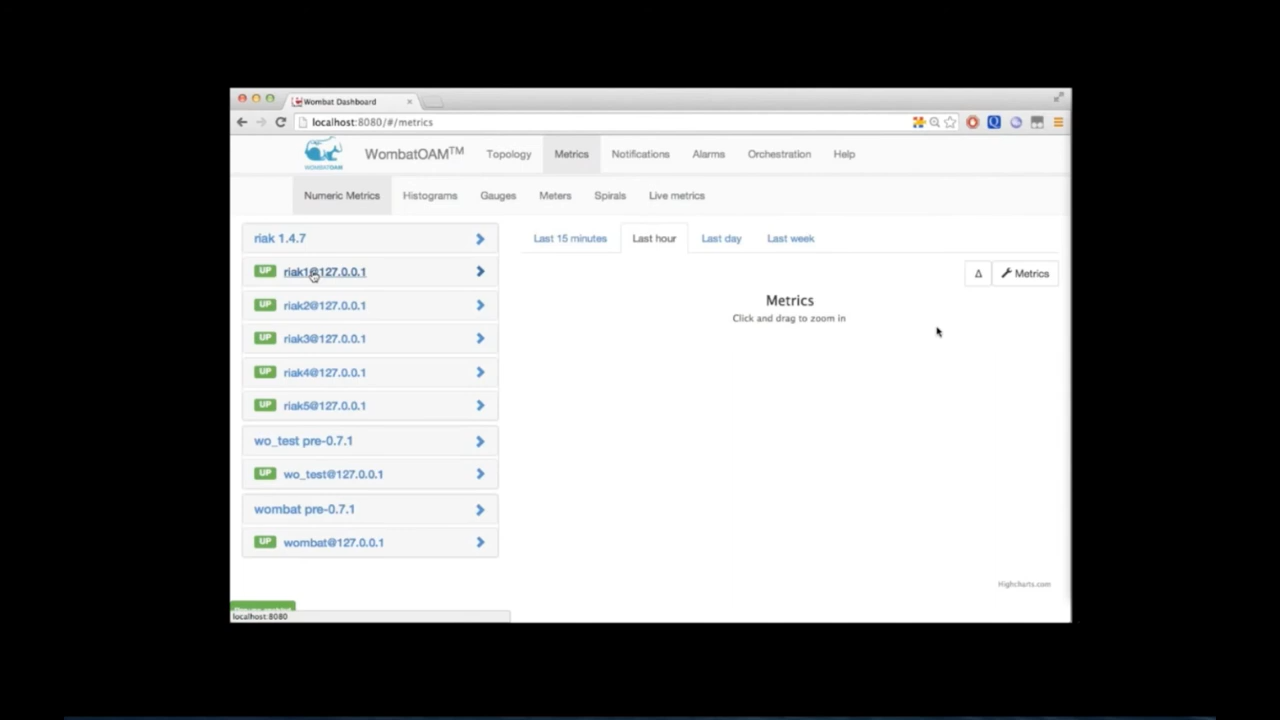 Wombat Dashboard
localhost:8080/#/metrics
WOMBATOAM
WombatOAM™ Topology Metrics Notifications Alarms Orchestration Help
Numeric Metrics Histograms Gauges Meters Spirals Live metrics
riak 1.4.7
Last 15 minutes Last hour Last day Last week
UP riak1@127.0.0.1
Δ Metrics
Metrics
UP riak2@127.0.0.1
Click and drag to zoom in
UP riak3@127.0.0.1
UP riak4@127.0.0.1
UP riak5@127.0.0.1
wo_test pre-0.7.1
UP wo_test@127.0.0.1
wombat pre-0.7.1
UP wombat@127.0.0.1
Highcharts.com
localhost:8080